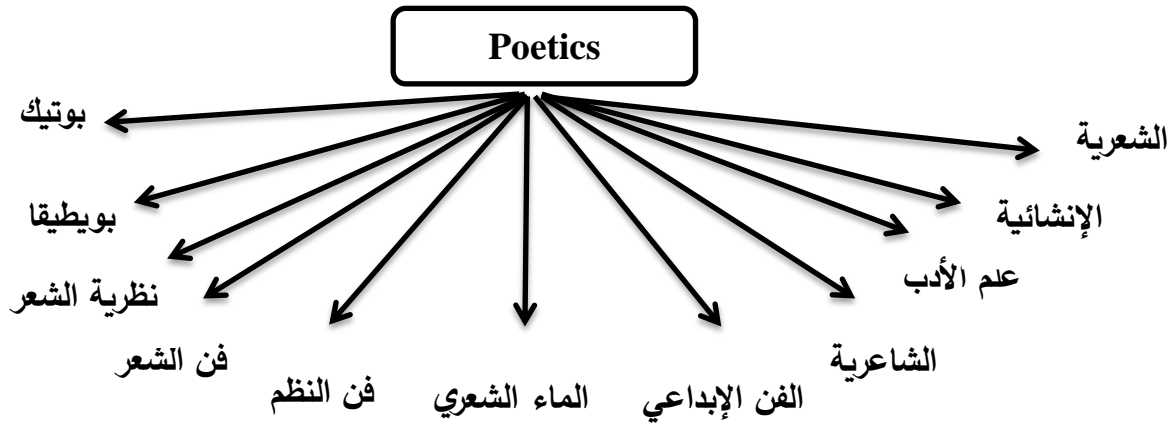 Poetics
الشعرية
الإنشائية
علم الأدب
الشاعرية
الفن الإبداعي
الماء الشعري
فن النظم
فن الشعر
نظرية الشعر
بويطيقا
بوتيك